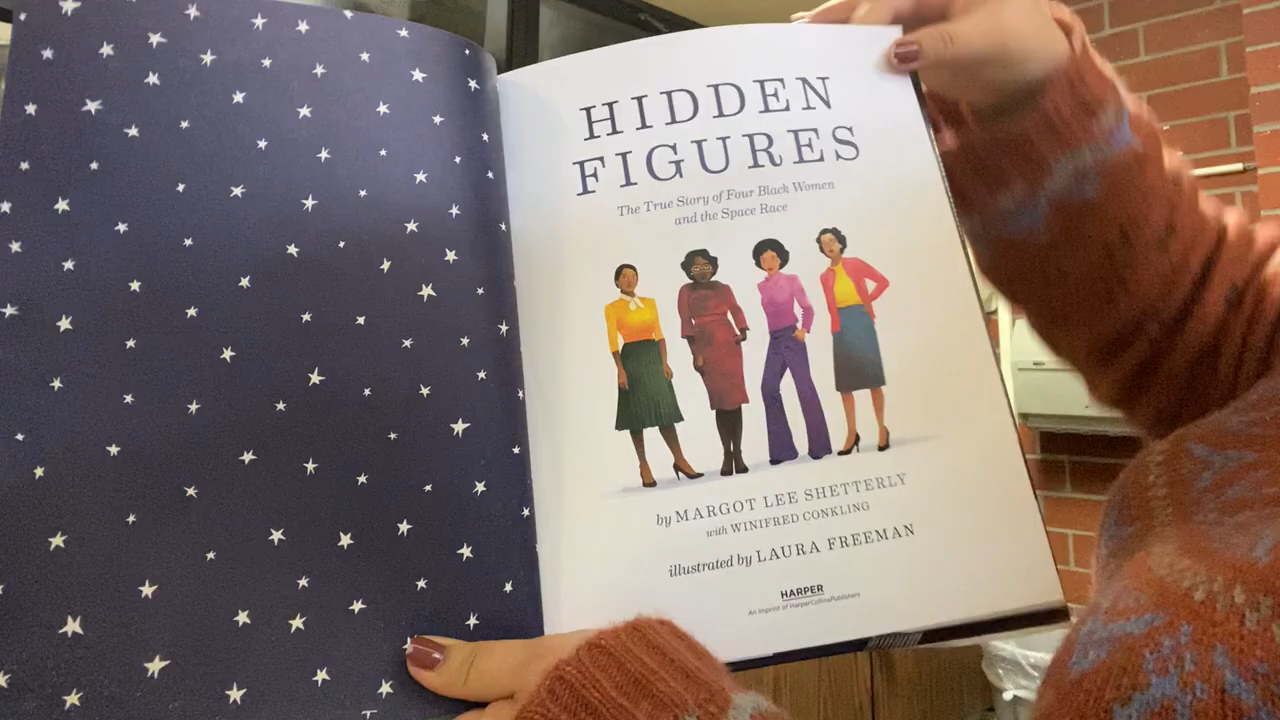 HIDDEN
FIGURES
The True Story of Four Black Women
and the Space Race
by MARGOT LEE SHETTERLY
with WINIFRED CONKLING
illustrated by LAURA FREEMAN
HARPER
An Imprint of HarperCollinsPublishers